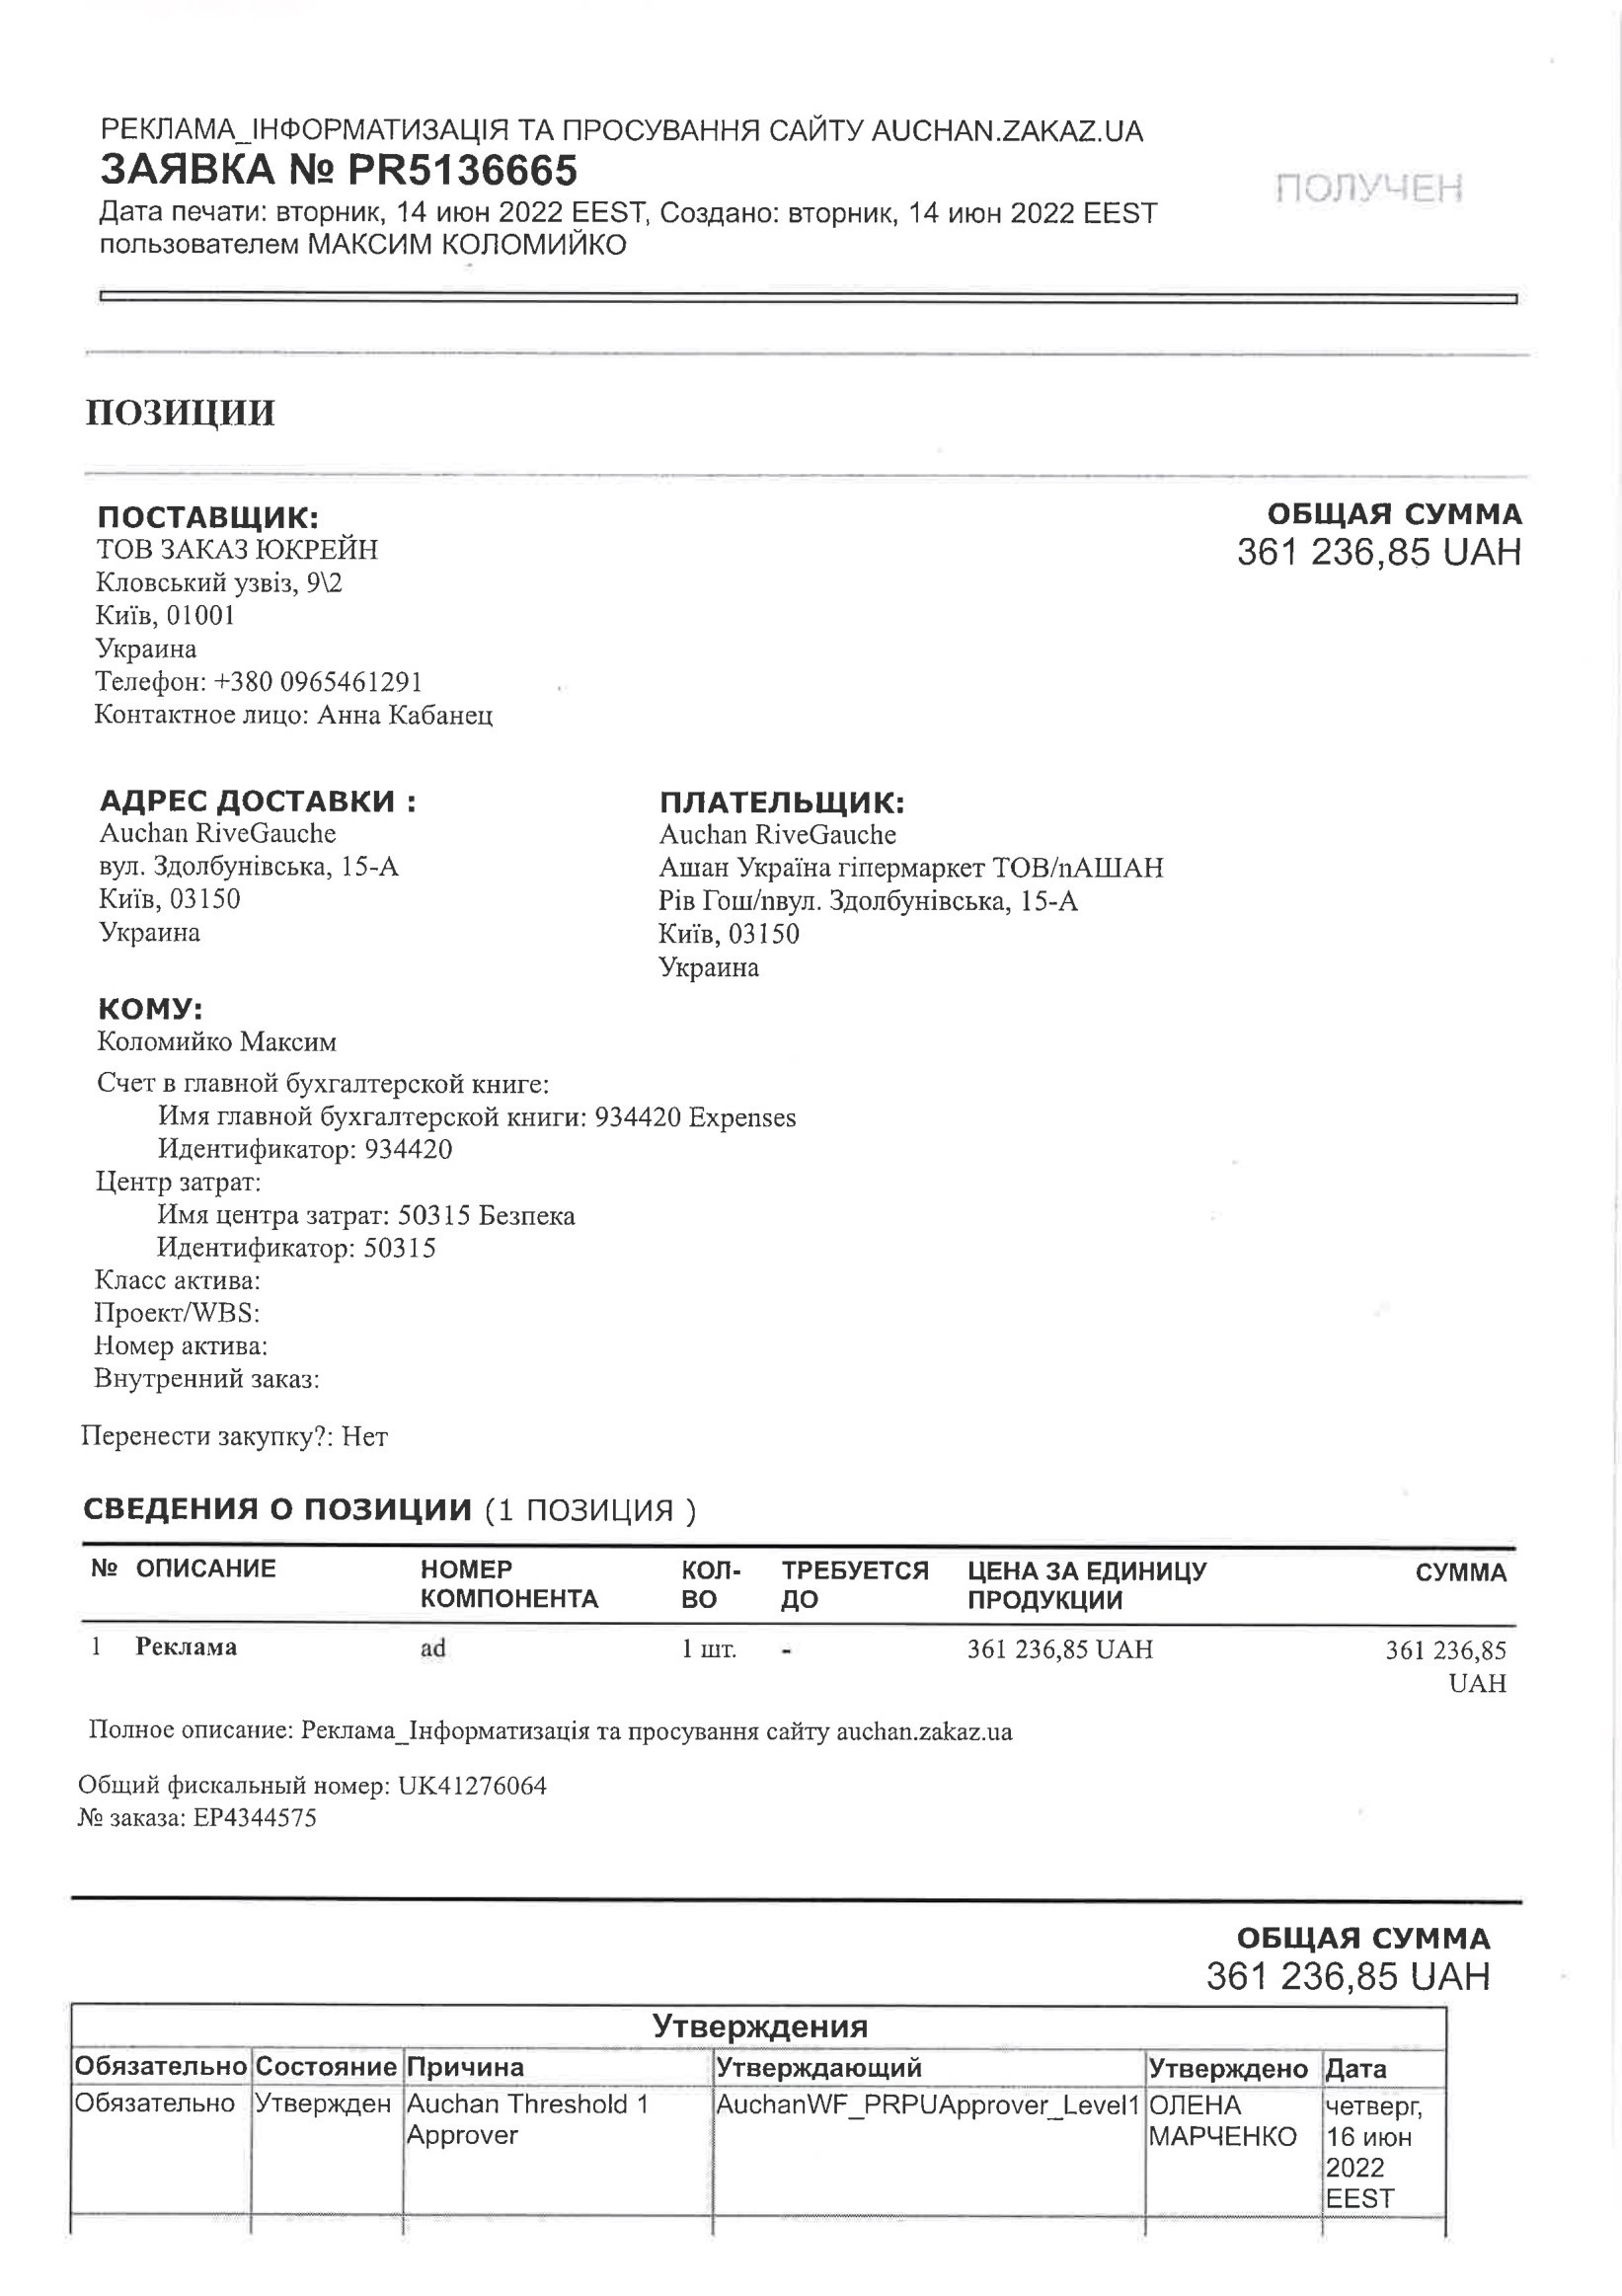 РЕКЛАМА_ІНФОРМАТИЗАЦІЯ ТА ПРОСУВАННЯ САЙТУ AUCHAN.ZAKAZ.UA
ЗАЯВКА № PR5136665
ПОЛУЧЕН
Дата печати: вторник, 14 июн 2022 EEST, Создано: вторник, 14 июн 2022 EEST
пользователем МАКСИМ КОЛОМИЙКО
ПОЗИЦИИ
ПОСТАВЩИК:
ТОВ ЗАКАЗ ЮКРЕЙН
Кловський узвіз, 9\2
Київ, 01001
Украина
Телефон: +380 0965461291
Контактное лицо: Анна Кабанец
ОБЩАЯ СУММА
361 236,85 UAH
АДРЕС ДОСТАВКИ :
Auchan RiveGauche
вул. Здолбунівська, 15-А
Київ, 03150
Украина
ПЛАТЕЛЬЩИК:
Auchan RiveGauche
Ашан Україна гіпермаркет ТОВ/nАШАН
Рів Гош/nвул. Здолбунівська, 15-А
Київ, 03150
Украина
КОМУ:
Коломийко Максим
Счет в главной бухгалтерской книге:
Имя главной бухгалтерской книги: 934420 Expenses
Идентификатор: 934420
Центр затрат:
Имя центра затрат: 50315 Безпека
Идентификатор: 50315
Класс актива:
Проект/WBS:
Номер актива:
Внутренний заказ:
Перенести закупку?: Нет
СВЕДЕНИЯ О ПОЗИЦИИ (1 ПОЗИЦИЯ )
№ ОПИСАНИЕ НОМЕР КОМПОНЕНТА КОЛ-ВО ТРЕБУЕТСЯ ДО ЦЕНА ЗА ЕДИНИЦУ ПРОДУКЦИИ СУММА
1 Реклама ad 1 шт. - 361 236,85 UAH 361 236,85 UAH
Полное описание: Реклама_Інформатизація та просування сайту auchan.zakaz.ua
Общий фискальный номер: UK41276064
№ заказа: EP4344575
ОБЩАЯ СУММА
361 236,85 UAH
Утверждения
Обязательно Состояние Причина Утверждающий Утверждено Дата
Обязательно Утвержден Auchan Threshold 1 Approver AuchanWF_PRPUApprover_Level1 ОЛЕНА МАРЧЕНКО четверг, 16 июн 2022 EEST